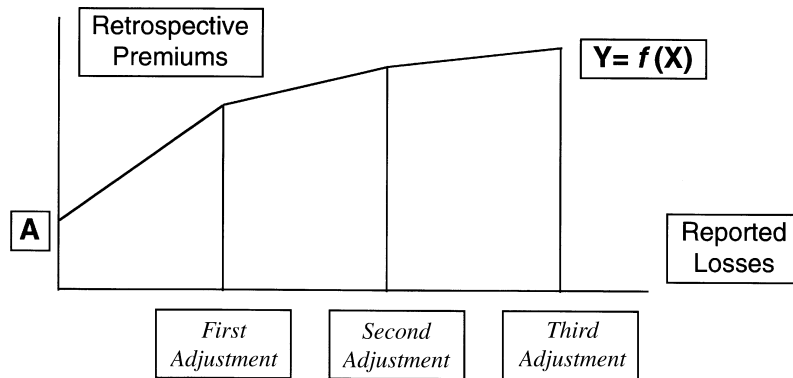 Retrospective
Premiums
Y= f (X)
A
Reported
Losses
First
Adjustment
Second
Adjustment
Third
Adjustment